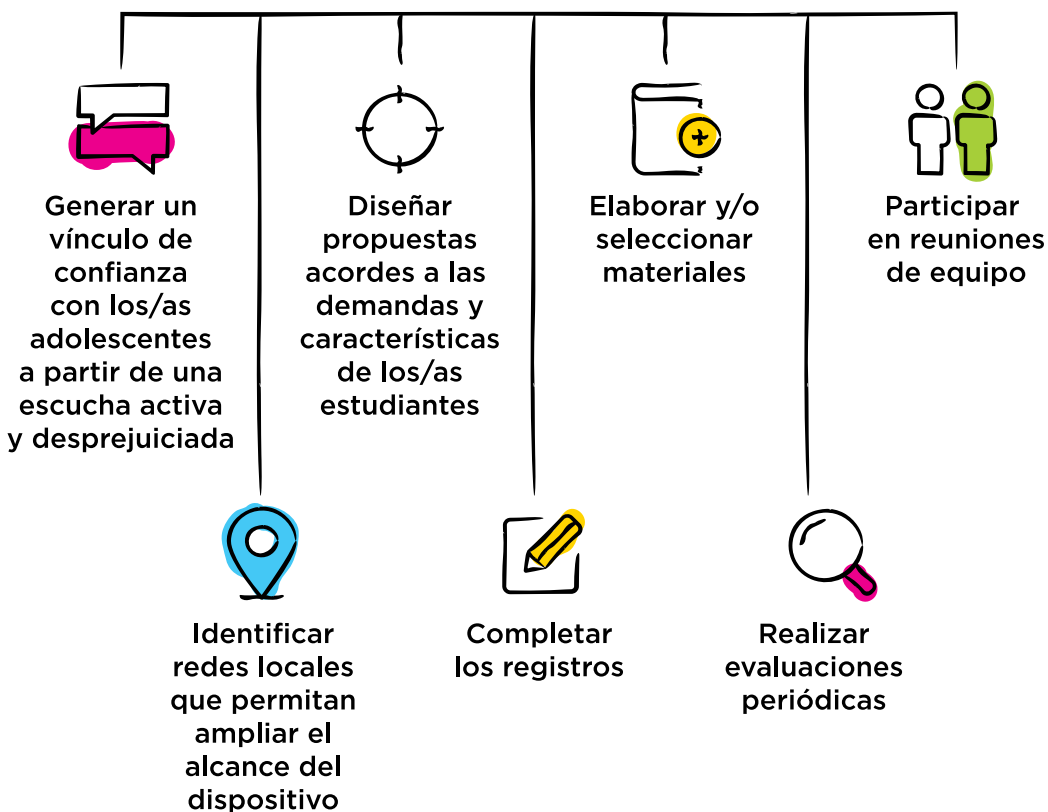 Generar un
vínculo de
confianza
con los/as
adolescentes
a partir de una
escucha activa
y desprejuiciada
Diseñar
propuestas
acordes a las
demandas y
características
de los/as
estudiantes
Elaborar y/o
seleccionar
materiales
Participar
en reuniones
de equipo
Identificar
redes locales
que permitan
ampliar el
alcance del
dispositivo
Completar
los registros
Realizar
evaluaciones
periódicas